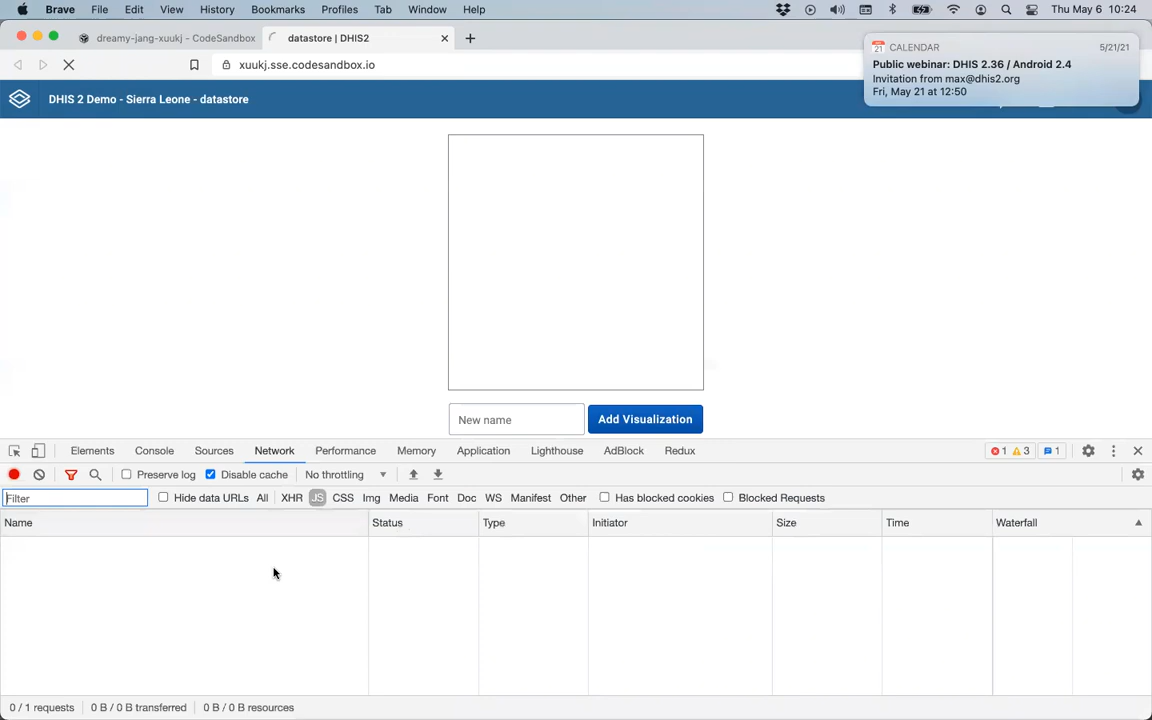 Brave File Edit View History Bookmarks Profiles Tab Window Help Thu May 6 10:24
dreamy-jang-xuukj - CodeSandbox datastore | DHIS2
xuukj.sse.codesandbox.io
21 CALENDAR 5/21/21
Public webinar: DHIS 2.36 / Android 2.4
Invitation from max@dhis2.org
Fri, May 21 at 12:50
DHIS 2 Demo - Sierra Leone - datastore
New name Add Visualization
Elements Console Sources Network Performance Memory Application Lighthouse AdBlock Redux 1 3 1
Preserve log Disable cache No throttling
Filter Hide data URLs All XHR JS CSS Img Media Font Doc WS Manifest Other Has blocked cookies Blocked Requests
Name Status Type Initiator Size Time Waterfall
0 / 1 requests 0 B / 0 B transferred 0 B / 0 B resources